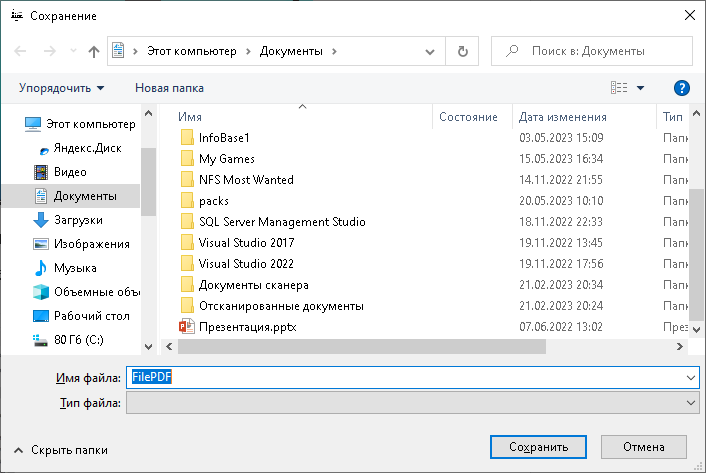 Сохранение
Этот компьютер > Документы >
Поиск в: Документы
Упорядочить Новая папка
Имя Состояние Дата изменения Тип
Этот компьютер
Яндекс.Диск
Видео
Документы
Загрузки
Изображения
Музыка
Объемные объе
Рабочий стол
80 Гб (C:)
InfoBase1 03.05.2023 15:09 Папк
My Games 15.05.2023 16:34 Папк
NFS Most Wanted 14.11.2022 21:55 Папк
packs 20.05.2023 10:10 Папк
SQL Server Management Studio 18.11.2022 22:33 Папк
Visual Studio 2017 19.11.2022 13:45 Папк
Visual Studio 2022 19.11.2022 17:56 Папк
Документы сканера 21.02.2023 20:34 Папк
Отсканированные документы 21.02.2023 20:24 Папк
Презентация.pptx 07.06.2022 13:02 През
Имя файла: FilePDF
Тип файла:
Скрыть папки Сохранить Отмена